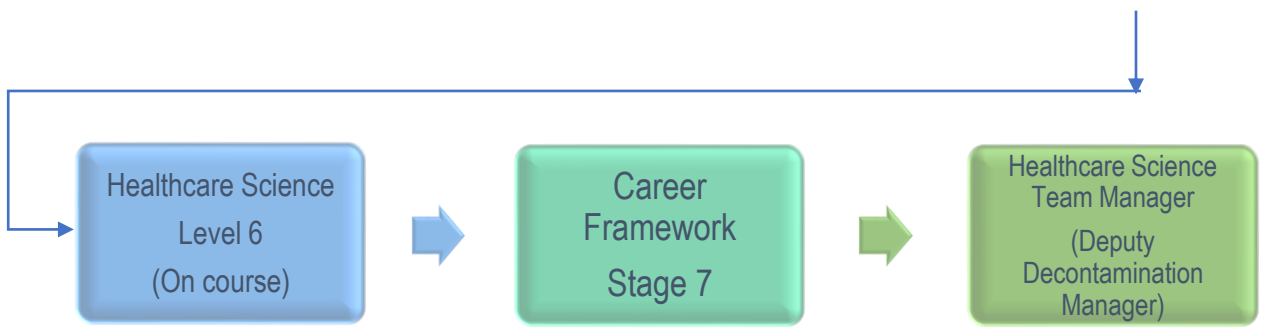 Healthcare Science
Level 6
(On course)
Career
Framework
Stage 7
Healthcare Science
Team Manager
(Deputy
Decontamination
Manager)